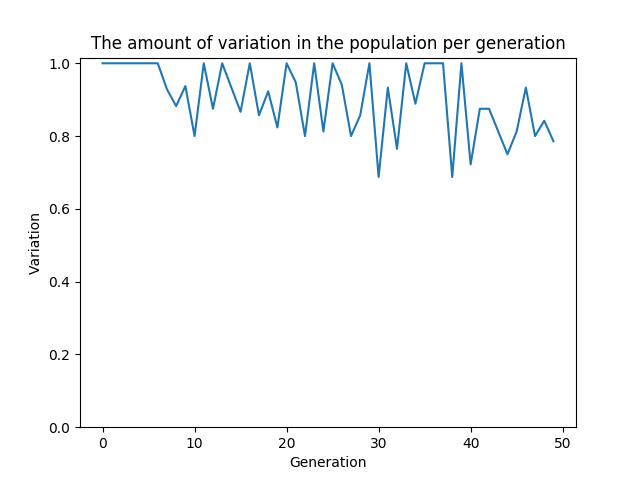 The amount of variation in the population per generation
1.0
0.8
0.6
0.4
0.2
0.0
Variation
0 10 20 30 40 50
Generation